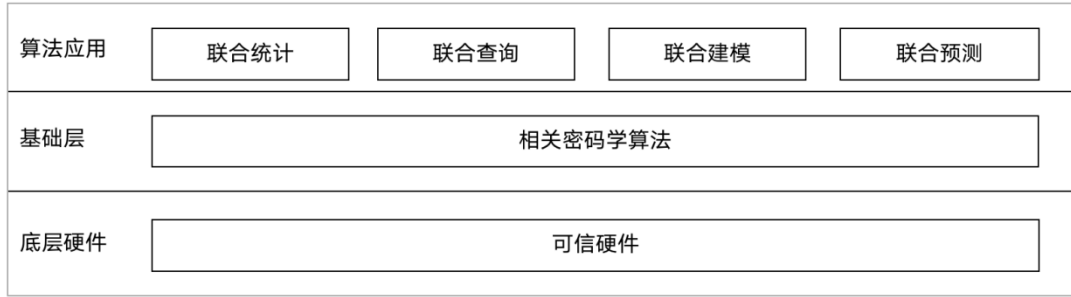 算法应用
联合统计
联合查询
联合建模
联合预测
基础层
相关密码学算法
底层硬件
可信硬件